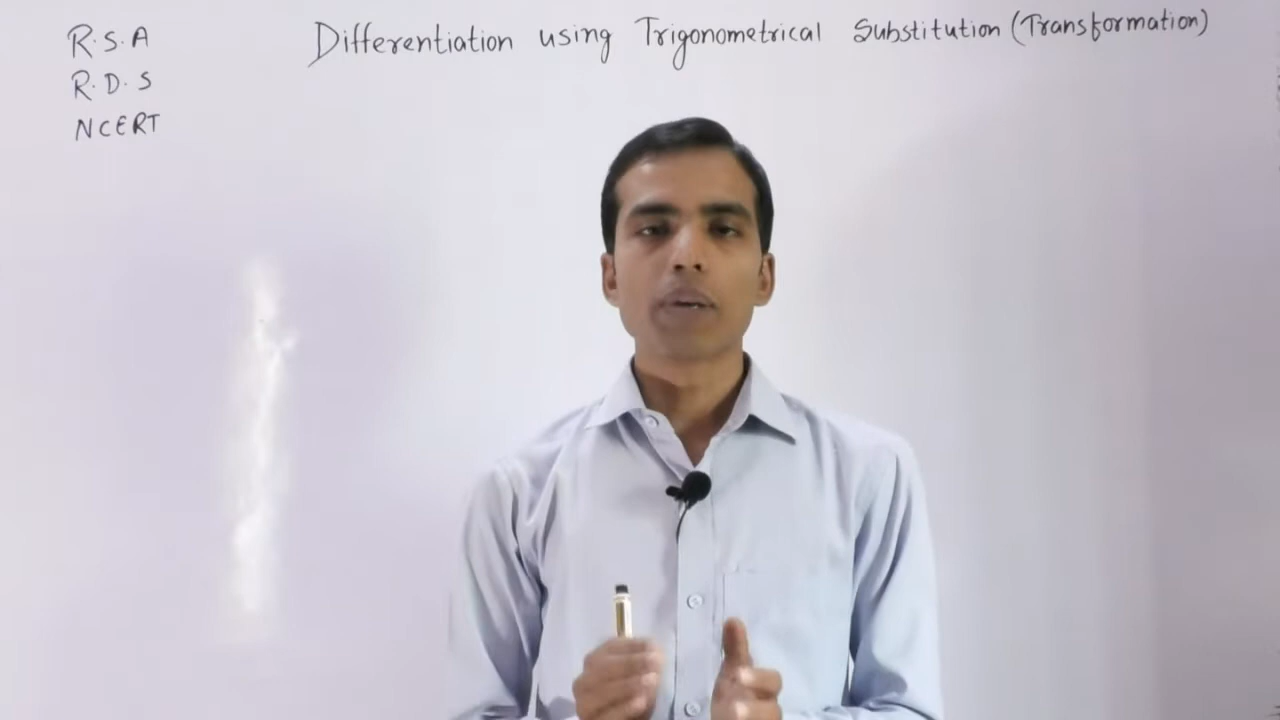 R.S.A
R.D.S
NCERT
Differentiation using Trigonometrical Substitution (Transformation)